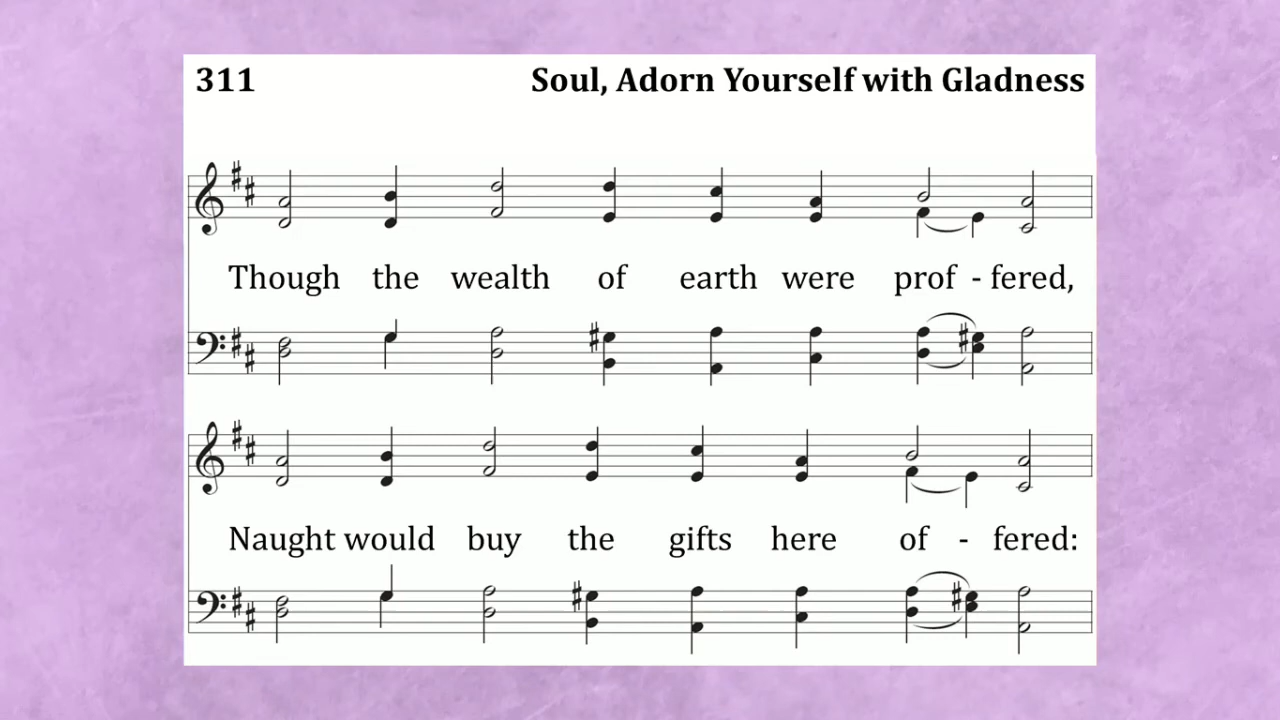 311 Soul, Adorn Yourself with Gladness
Though the wealth of earth were prof - fered,
Naught would buy the gifts here of - fered: